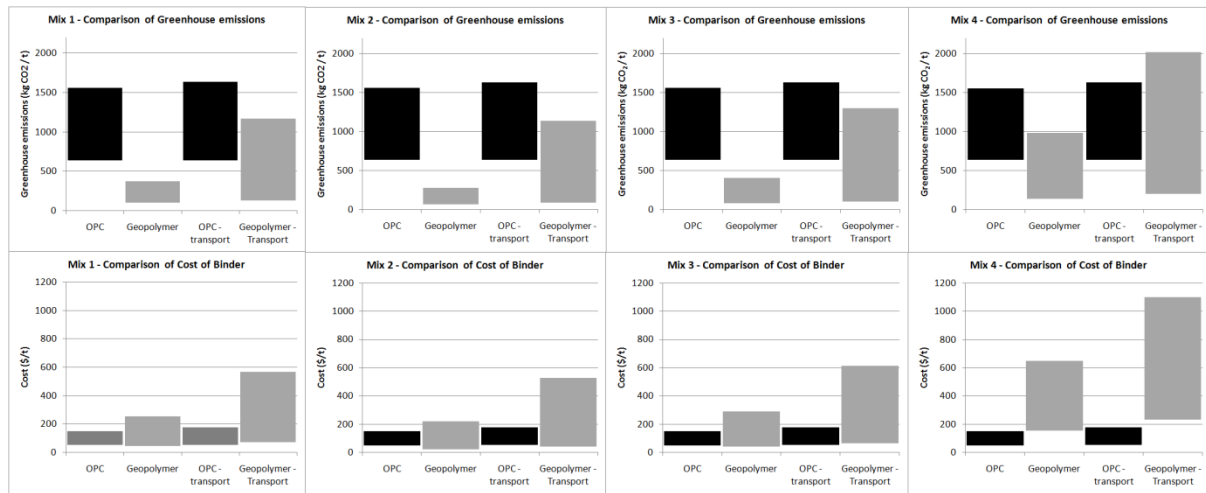 Mix 1 - Comparison of Greenhouse emissions
Greenhouse emissions (kg CO2 / t)
2000
1500
1000
500
0
OPC
Geopolymer
OPC -
transport
Geopolymer -
Transport
Mix 2 - Comparison of Greenhouse emissions
Greenhouse emissions (kg CO₂ / t)
2000
1500
1000
500
0
OPC
Geopolymer
OPC -
transport
Geopolymer -
Transport
Mix 3 - Comparison of Greenhouse emissions
Greenhouse emissions (kg CO₂ / t)
2000
1500
1000
500
0
OPC
Geopolymer
OPC -
transport
Geopolymer -
Transport
Mix 4 - Comparison of Greenhouse emissions
Greenhouse emissions (kg CO₂ / t)
2000
1500
1000
500
0
OPC
Geopolymer
OPC -
transport
Geopolymer -
Transport
Mix 1 - Comparison of Cost of Binder
Cost ($/t)
1200
1000
800
600
400
200
0
OPC
Geopolymer
OPC -
transport
Geopolymer -
Transport
Mix 2 - Comparison of Cost of Binder
Cost ($/t)
1200
1000
800
600
400
200
0
OPC
Geopolymer
OPC -
transport
Geopolymer -
Transport
Mix 3 - Comparison of Cost of Binder
Cost ($/t)
1200
1000
800
600
400
200
0
OPC
Geopolymer
OPC -
transport
Geopolymer -
Transport
Mix 4 - Comparison of Cost of Binder
Cost ($/t)
1200
1000
800
600
400
200
0
OPC
Geopolymer
OPC -
transport
Geopolymer -
Transport